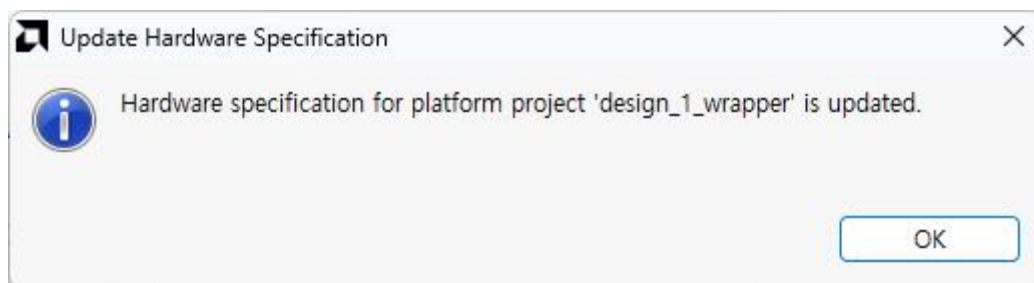 Update Hardware Specification
Hardware specification for platform project 'design_1_wrapper' is updated.
OK